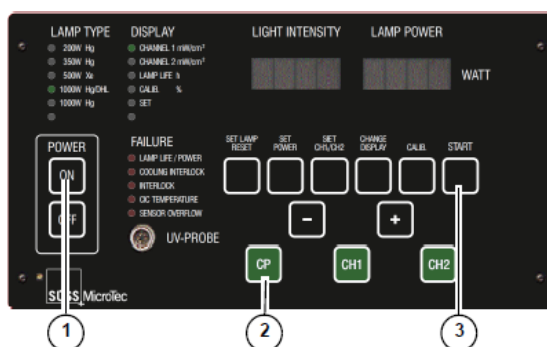 LAMP TYPE
200W Hg
350W Hg
500W Xe
1000W Hg/DHL
1000W Hg
DISPLAY
CHANNEL 1 mW/cm²
CHANNEL 2 mW/cm²
LAMP LIFE h
CALIB. %
SET
LIGHT INTENSITY
LAMP POWER
WATT
POWER
ON
OFF
FAILURE
LAMP LIFE / POWER
COOLING INTERLOCK
INTERLOCK
CIC TEMPERATURE
SENSOR OVERFLOW
UV-PROBE
SET LAMP
RESET
SET
POWER
SIET
CH1/CH2
CHANGE
DISPLAY
CALIB.
START
-
+
CP
CH1
CH2
SUSS MicroTec
1
2
3